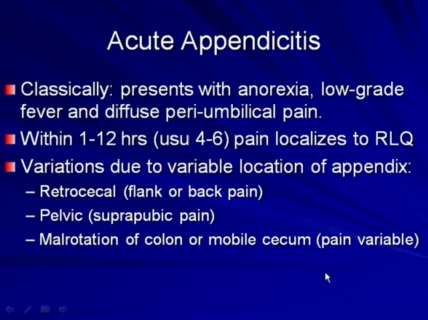 Acute Appendicitis
Classically: presents with anorexia, low-grade
fever and diffuse peri-umbilical pain.
Within 1-12 hrs (usu 4-6) pain localizes to RLQ
Variations due to variable location of appendix:
– Retrocecal (flank or back pain)
– Pelvic (suprapubic pain)
– Malrotation of colon or mobile cecum (pain variable)